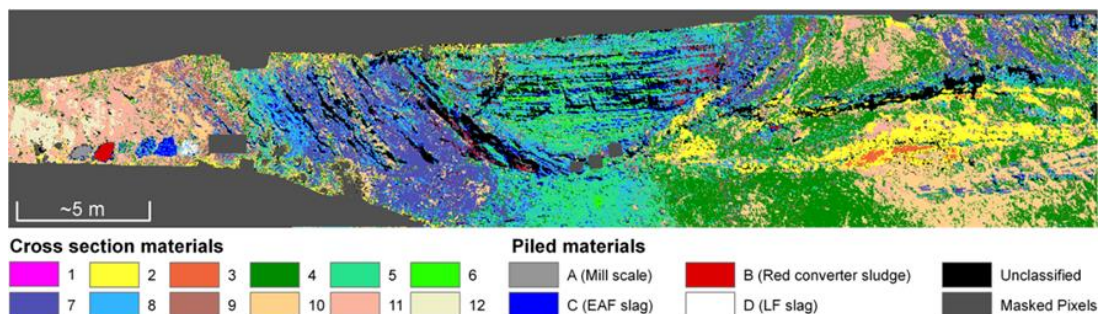 ~5 m
Cross section materials
Piled materials
1 2 3 4 5 6 A (Mill scale) B (Red converter sludge) Unclassified
7 8 9 10 11 12 C (EAF slag) D (LF slag) Masked Pixels